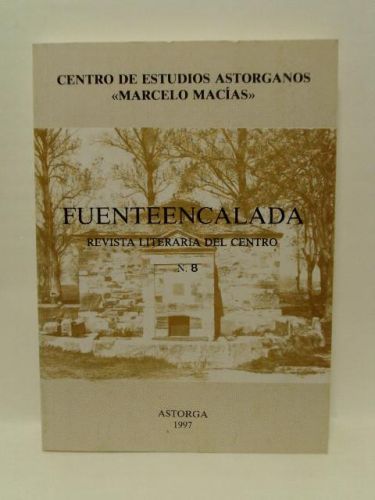 CENTRO DE ESTUDIOS ASTORGANOS
«MARCELO MACÍAS»
FUENTEENCALADA
REVISTA LITERARIA DEL CENTRO
N. 8
ASTORGA
1997